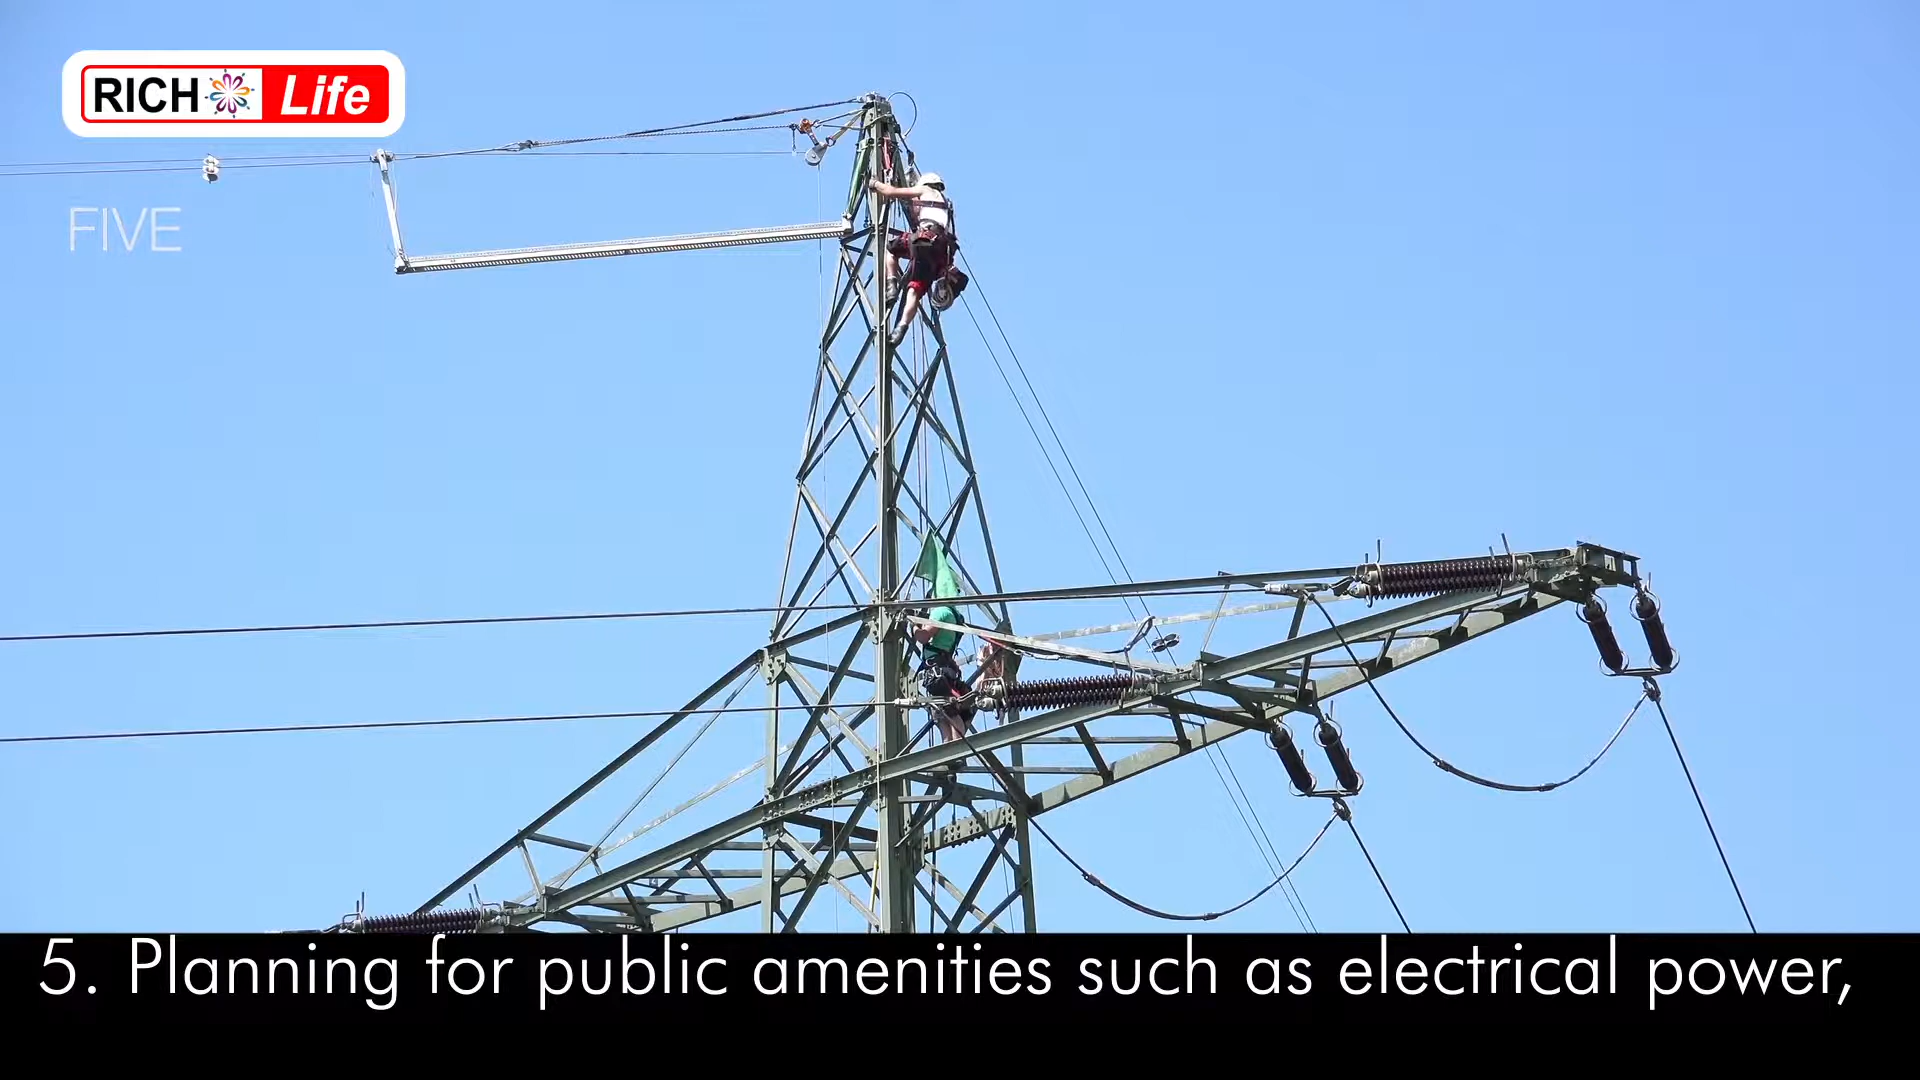 RICH Life
FIVE
5. Planning for public amenities such as electrical power,